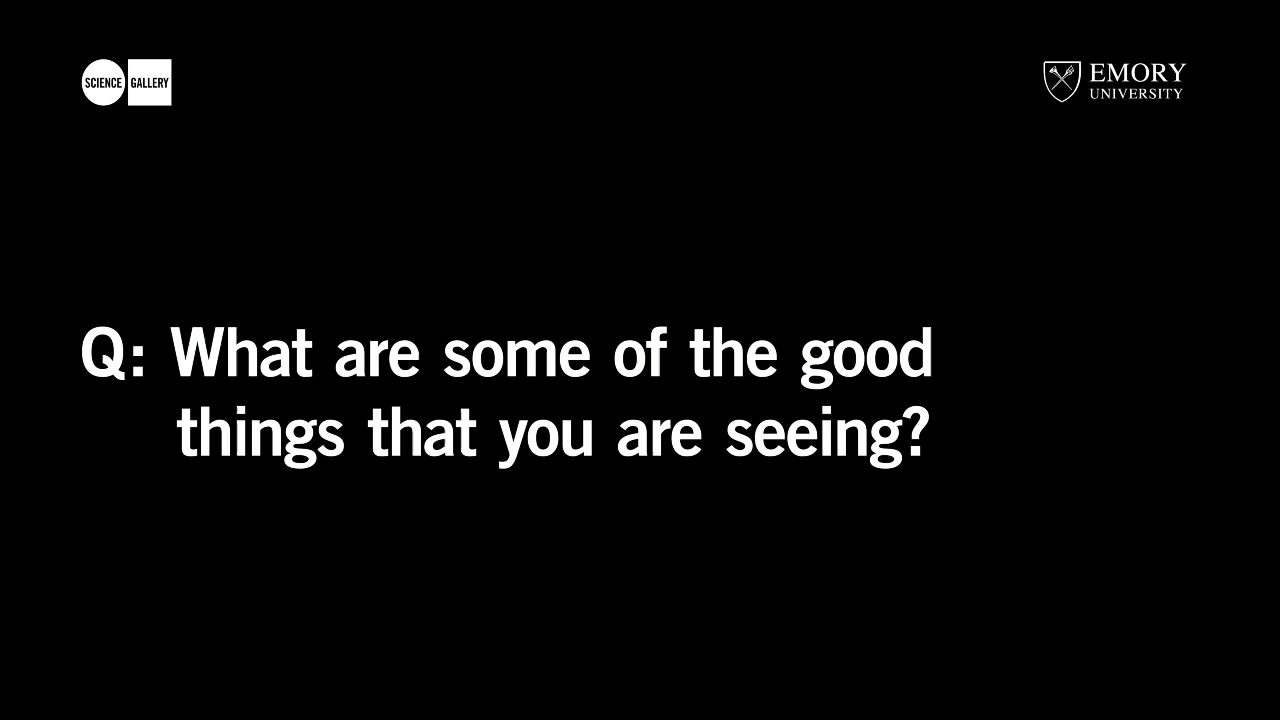 SCIENCE GALLERY
EMORY
UNIVERSITY
Q: What are some of the good
things that you are seeing?